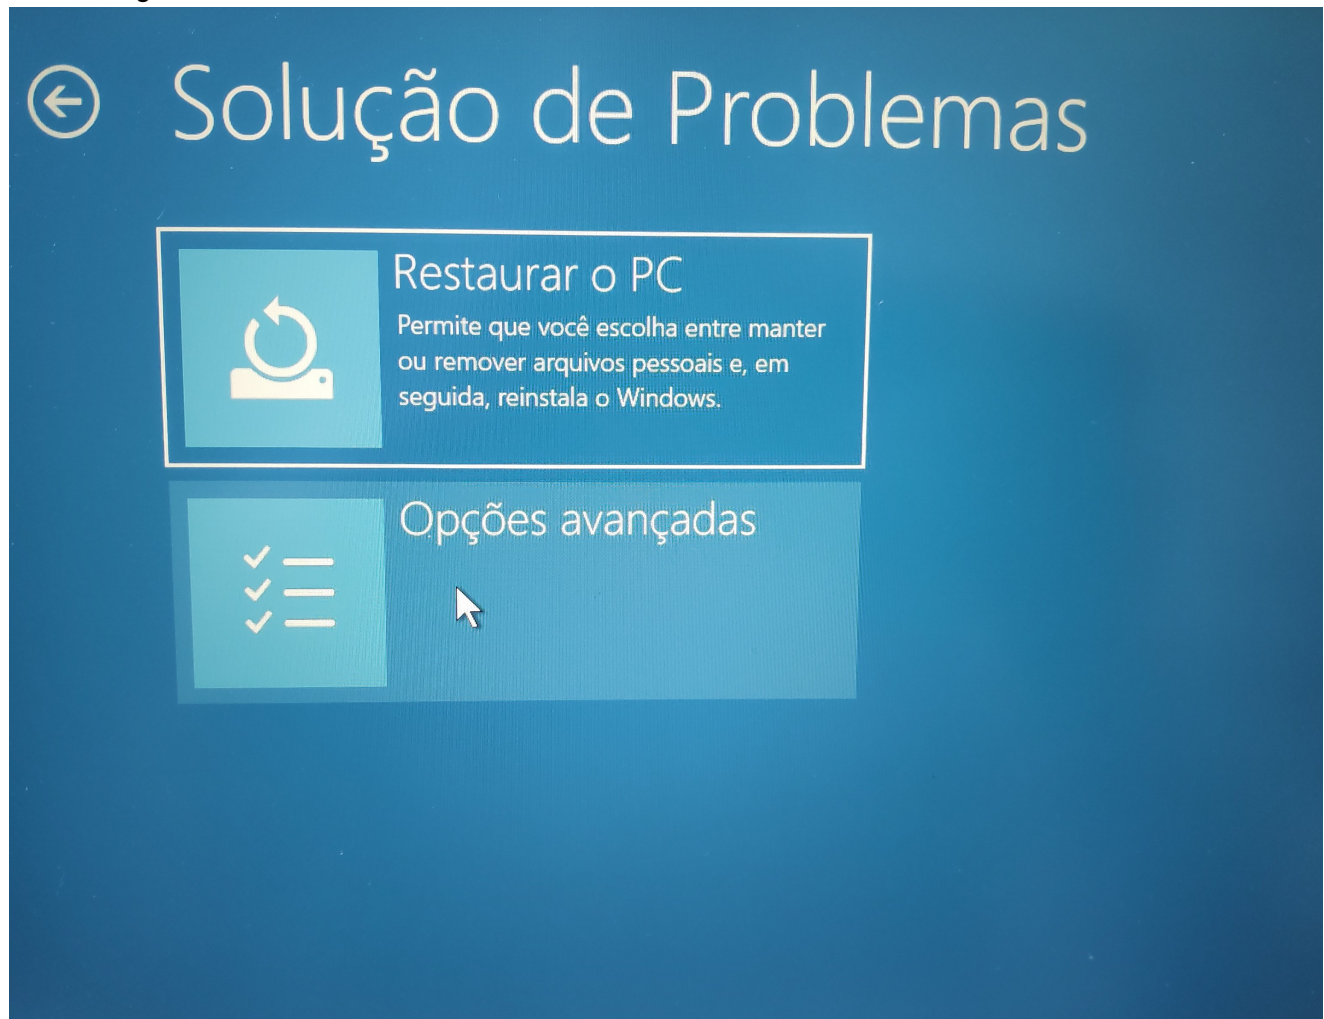 Solução de Problemas
Restaurar o PC
Permite que você escolha entre manter
ou remover arquivos pessoais e, em
seguida, reinstala o Windows.
Opções avançadas